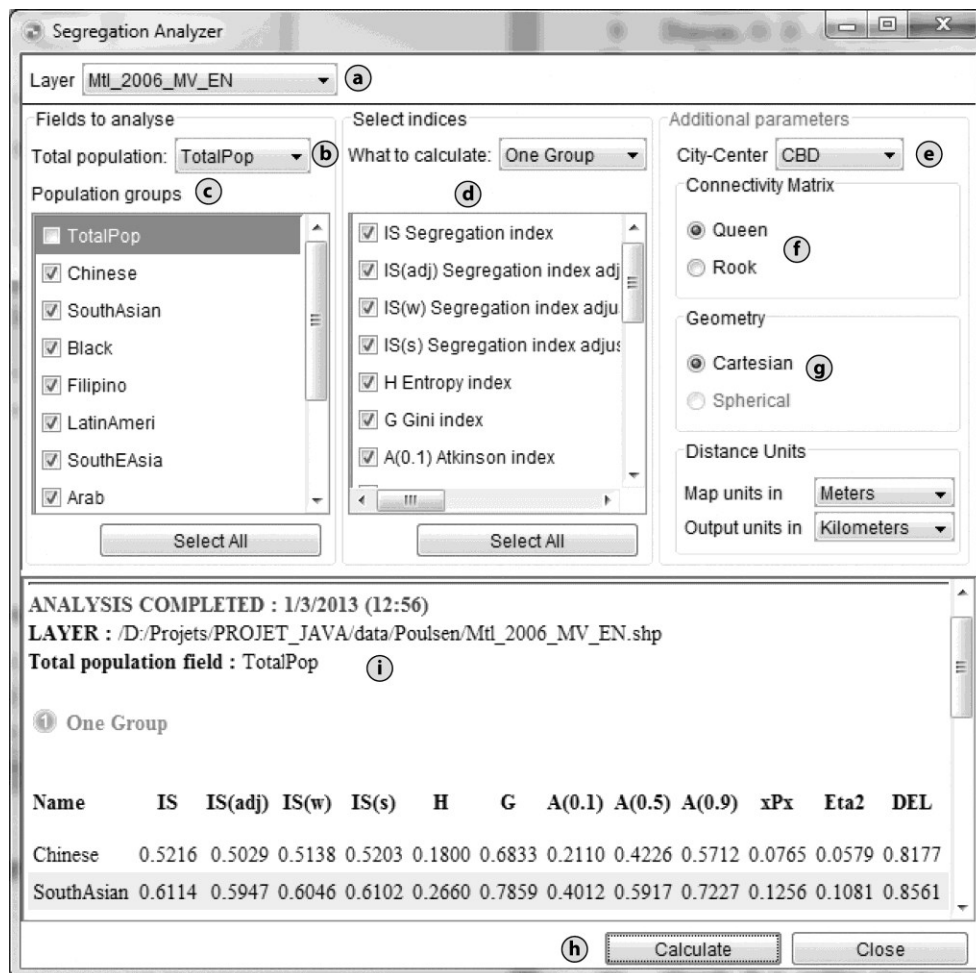 Segregation Analyzer
Layer Mtl_2006_MV_EN a
Fields to analyse
Total population: TotalPop b
Population groups c
TotalPop
Chinese
SouthAsian
Black
Filipino
LatinAmeri
SouthEAsia
Arab
Select All
Select indices
What to calculate: One Group
d
IS Segregation index
IS(adj) Segregation index adj
IS(w) Segregation index adju
IS(s) Segregation index adjus
H Entropy index
G Gini index
A(0.1) Atkinson index
Select All
Additional parameters
City-Center CBD e
Connectivity Matrix
Queen
f
Rook
Geometry
Cartesian g
Spherical
Distance Units
Map units in Meters
Output units in Kilometers
ANALYSIS COMPLETED : 1/3/2013 (12:56)
LAYER : /D:/Projets/PROJET_JAVA/data/Poulsen/Mtl_2006_MV_EN.shp
Total population field : TotalPop i
1 One Group
Name IS IS(adj) IS(w) IS(s) H G A(0.1) A(0.5) A(0.9) xPx Eta2 DEL
Chinese 0.5216 0.5029 0.5138 0.5203 0.1800 0.6833 0.2110 0.4226 0.5712 0.0765 0.0579 0.8177
SouthAsian 0.6114 0.5947 0.6046 0.6102 0.2660 0.7859 0.4012 0.5917 0.7227 0.1256 0.1081 0.8561
h Calculate Close